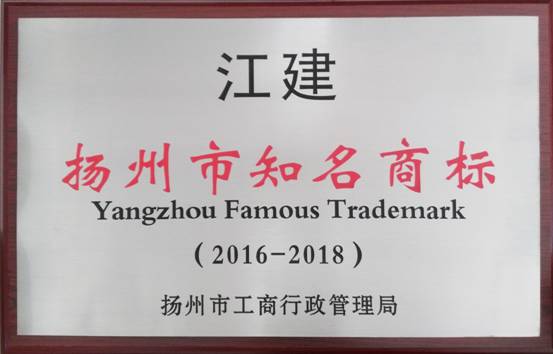 江建
扬州市知名商标
Yangzhou Famous Trademark
(2016-2018)
扬州市工商行政管理局